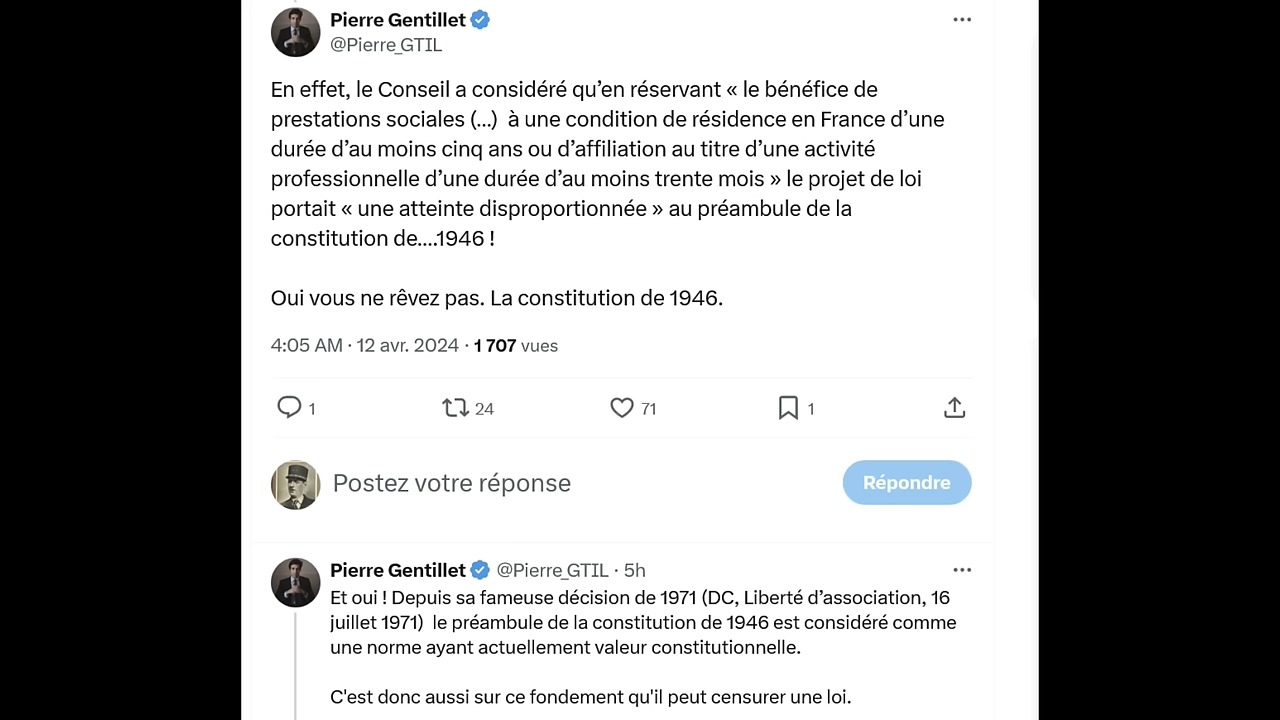 Pierre Gentillet
@Pierre_GTIL
En effet, le Conseil a considéré qu’en réservant « le bénéfice de
prestations sociales (...)  à une condition de résidence en France d’une
durée d’au moins cinq ans ou d’affiliation au titre d’une activité
professionnelle d’une durée d’au moins trente mois » le projet de loi
portait « une atteinte disproportionnée » au préambule de la
constitution de....1946 !
Oui vous ne rêvez pas. La constitution de 1946.
4:05 AM · 12 avr. 2024 · 1 707 vues
1 24 71 1
Postez votre réponse
Répondre
Pierre Gentillet @Pierre_GTIL · 5h
Et oui ! Depuis sa fameuse décision de 1971 (DC, Liberté d’association, 16
juillet 1971)  le préambule de la constitution de 1946 est considéré comme
une norme ayant actuellement valeur constitutionnelle.
C'est donc aussi sur ce fondement qu'il peut censurer une loi.